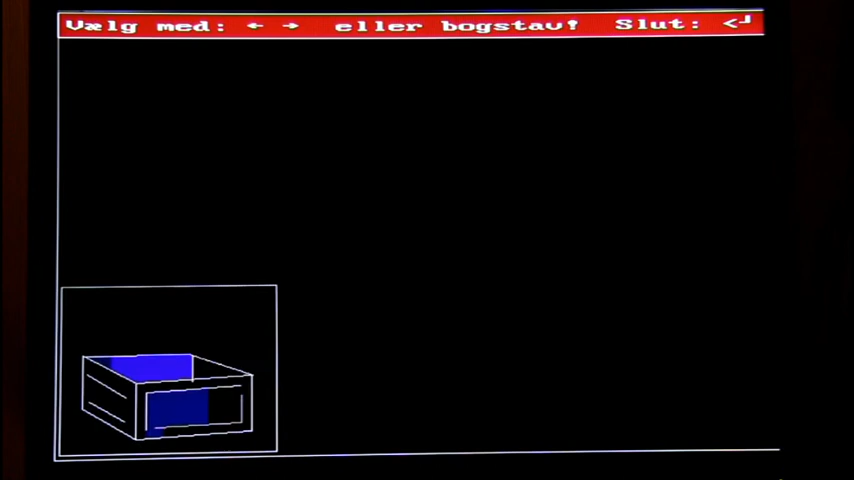 Vælg med: ← → eller bogstav! Slut: <┘